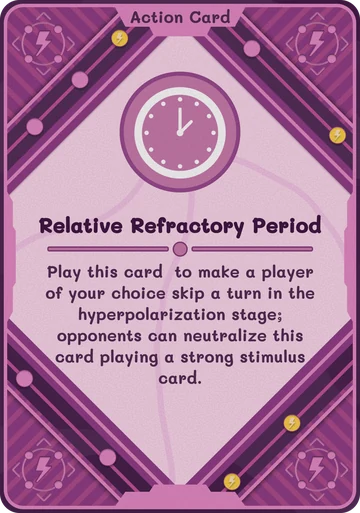 Action Card
Relative Refractory Period
Play this card to make a player
of your choice skip a turn in the
hyperpolarization stage;
opponents can neutralize this
card playing a strong stimulus
card.